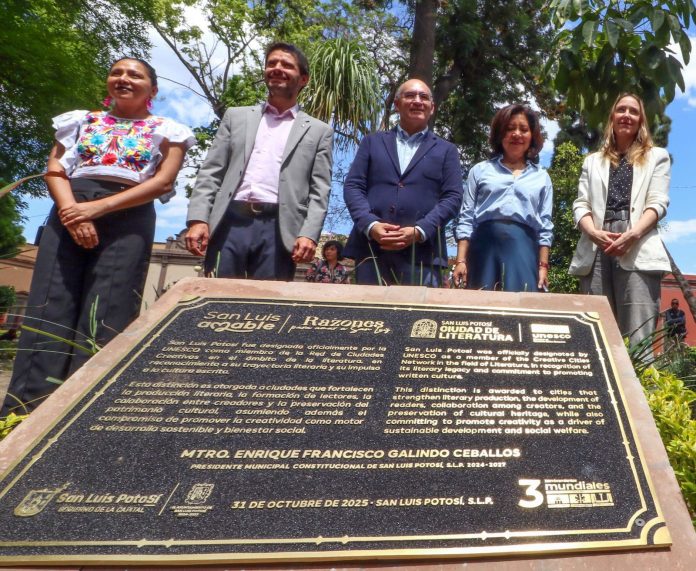 San Luis
amable
Razones
SAN LUIS POTOSÍ
CIUDAD DE
LITERATURA
unesco
San Luis Potosí fue designada oficialmente por la
UNESCO como miembro de la Red de Ciudades
Creativas en el ámbito de Literatura, en
reconocimiento a su trayectoria literaria y su impulso
a la cultura escrita.
Esta distinción es otorgada a ciudades que fortalecen
la producción literaria, la formación de lectores, la
colaboración entre creadores y la preservación del
patrimonio cultural, asumiendo además el
compromiso de promover la creatividad como motor
de desarrollo sostenible y bienestar social.
San Luis Potosí was officially designated by
UNESCO as a member of the Creative Cities
Network in the field of Literature, in recognition of
its literary legacy and commitment to promoting
written culture.
This distinction is awarded to cities that
strengthen literary production, the development of
readers, collaboration among creators, and the
preservation of cultural heritage, while also
committing to promote creativity as a driver of
sustainable development and social welfare.
MTRO. ENRIQUE FRANCISCO GALINDO CEBALLOS
PRESIDENTE MUNICIPAL CONSTITUCIONAL DE SAN LUIS POTOSÍ, S.L.P. 2024-2027
San Luis Potosí
GOBIERNO DE LA CAPITAL
31 DE OCTUBRE DE 2025 · SAN LUIS POTOSÍ, S.L.P.
3 mundiales